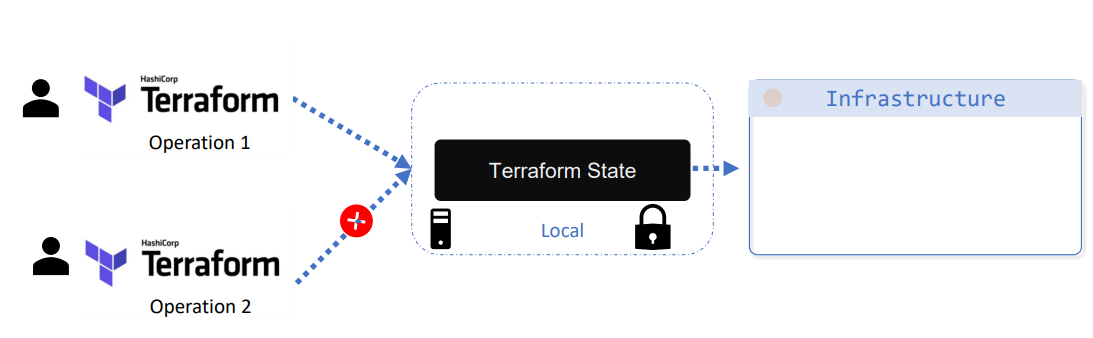 HashiCorp
Terraform
Operation 1
HashiCorp
Terraform
Operation 2
Terraform State
Local
Infrastructure